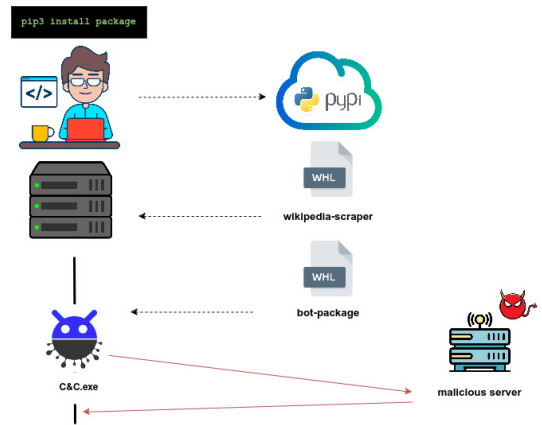 pip3 install package
</>
pyPi
WHL
wikipedia-scraper
WHL
bot-package
C&C.exe
malicious server